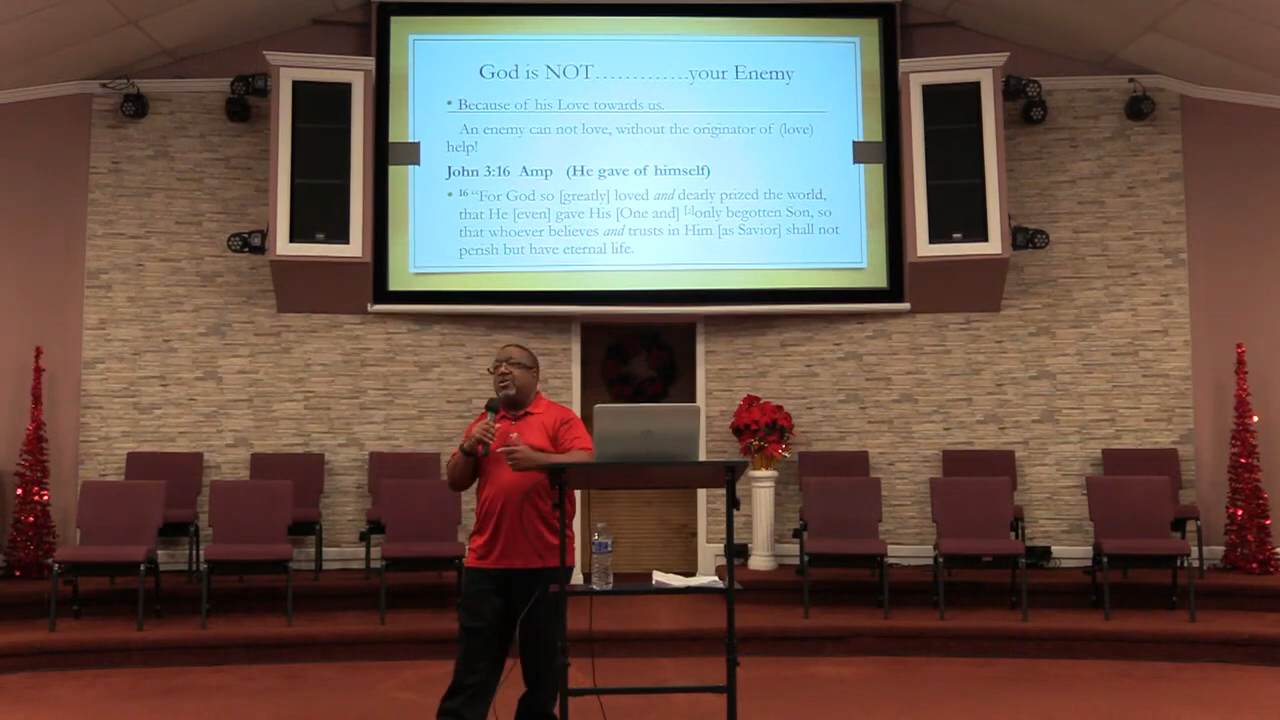 God is NOT.............your Enemy
• Because of his Love towards us.
An enemy can not love, without the originator of (love)
help!
John 3:16 Amp (He gave of himself)
• 16 “For God so [greatly] loved and dearly prized the world,
that He [even] gave His [One and] [a]only begotten Son, so
that whoever believes and trusts in Him [as Savior] shall not
perish but have eternal life.